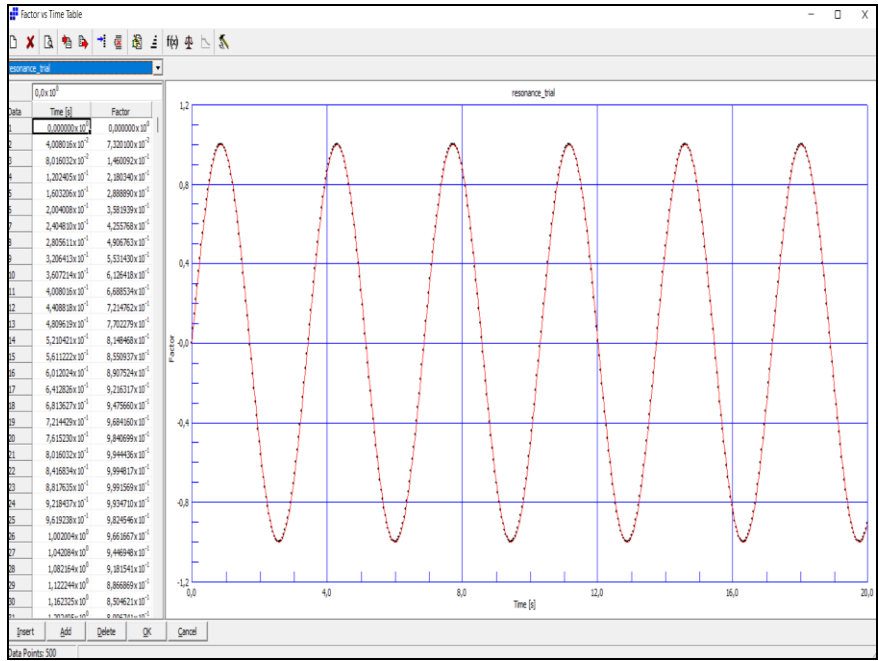 Factor vs Time Table
f(x)
resonance_trial
0,0x10⁰
Data Time [s] Factor
1 0,000000x10⁰ 0,000000x10⁰
2 4,008016x10⁻² 7,320100x10⁻²
3 8,016032x10⁻² 1,460092x10⁻¹
4 1,202405x10⁻¹ 2,180340x10⁻¹
5 1,603206x10⁻¹ 2,888890x10⁻¹
6 2,004008x10⁻¹ 3,581939x10⁻¹
7 2,404810x10⁻¹ 4,255768x10⁻¹
8 2,805611x10⁻¹ 4,906763x10⁻¹
9 3,206413x10⁻¹ 5,531430x10⁻¹
10 3,607214x10⁻¹ 6,126418x10⁻¹
11 4,008016x10⁻¹ 6,688534x10⁻¹
12 4,408818x10⁻¹ 7,214762x10⁻¹
13 4,809619x10⁻¹ 7,702279x10⁻¹
14 5,210421x10⁻¹ 8,148468x10⁻¹
15 5,611222x10⁻¹ 8,550937x10⁻¹
16 6,012024x10⁻¹ 8,907524x10⁻¹
17 6,412826x10⁻¹ 9,216317x10⁻¹
18 6,813627x10⁻¹ 9,475660x10⁻¹
19 7,214429x10⁻¹ 9,684160x10⁻¹
20 7,615230x10⁻¹ 9,840699x10⁻¹
21 8,016032x10⁻¹ 9,944436x10⁻¹
22 8,416834x10⁻¹ 9,994817x10⁻¹
23 8,817635x10⁻¹ 9,991569x10⁻¹
24 9,218437x10⁻¹ 9,934710x10⁻¹
25 9,619238x10⁻¹ 9,824546x10⁻¹
26 1,002004x10⁰ 9,661667x10⁻¹
27 1,042084x10⁰ 9,446948x10⁻¹
28 1,082164x10⁰ 9,181541x10⁻¹
29 1,122244x10⁰ 8,866869x10⁻¹
30 1,162325x10⁰ 8,504621x10⁻¹
resonance_trial
1,2
0,8
0,4
-0,0
-0,4
-0,8
-1,2
Factor
0,0 4,0 8,0 12,0 16,0 20,0
Time [s]
Insert Add Delete OK Cancel
Data Points: 500